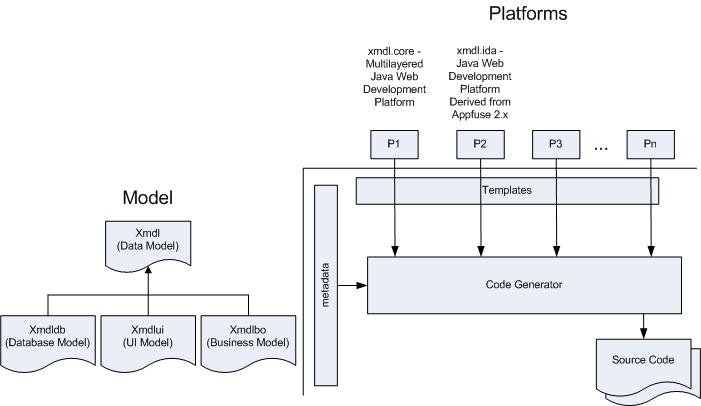 Platforms
xmdl.core -
Multilayered
Java Web
Development
Platform
xmdl.ida -
Java Web
Development
Platform
Derived from
Appfuse 2.x
P1
P2
P3
...
Pn
Templates
Model
Xmdl
(Data Model)
Xmdldb
(Database Model)
Xmdlui
(UI Model)
Xmdlbo
(Business Model)
metadata
Code Generator
Source Code